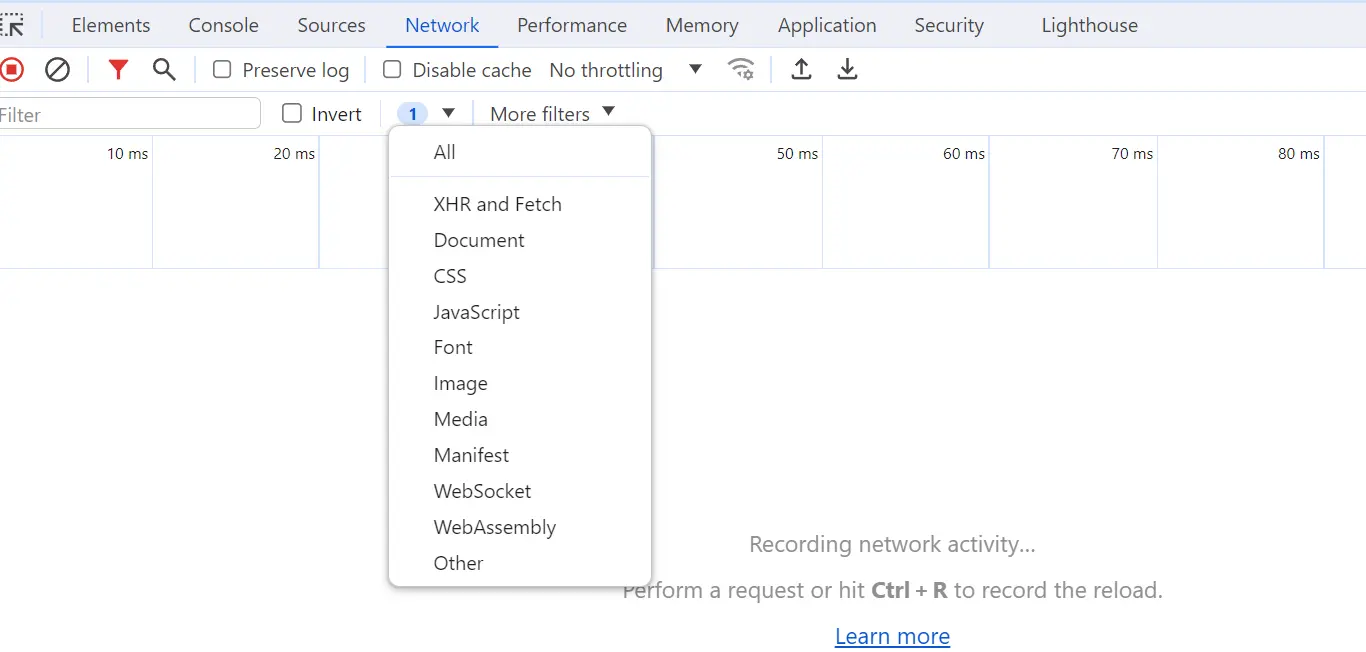 Elements Console Sources Network Performance Memory Application Security Lighthouse
Preserve log Disable cache No throttling
Filter Invert 1 More filters
10 ms 20 ms 50 ms 60 ms 70 ms 80 ms
All
XHR and Fetch
Document
CSS
JavaScript
Font
Image
Media
Manifest
WebSocket
WebAssembly
Other
Recording network activity…
Perform a request or hit Ctrl + R to record the reload.
Learn more